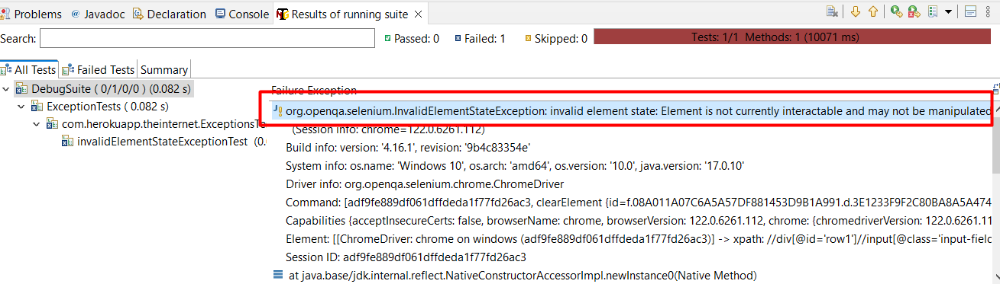 Problems @ Javadoc Declaration Console Results of running suite
Search: Passed: 0 Failed: 1 Skipped: 0 Tests: 1/1 Methods: 1 (10071 ms)
All Tests Failed Tests Summary
DebugSuite ( 0/1/0/0 ) (0.082 s)
ExceptionTests ( 0.082 s)
com.herokuapp.theinternet.ExceptionsTe
invalidElementStateExceptionTest (0.0
Failure Exception
org.openqa.selenium.InvalidElementStateException: invalid element state: Element is not currently interactable and may not be manipulated
(Session info: chrome=122.0.6261.112)
Build info: version: '4.16.1', revision: '9b4c83354e'
System info: os.name: 'Windows 10', os.arch: 'amd64', os.version: '10.0', java.version: '17.0.10'
Driver info: org.openqa.selenium.chrome.ChromeDriver
Command: [adf9fe889df061dffdeda1f77fd26ac3, clearElement {id=f.08A011A07C6A5A57DF881453D9B1A991.d.3E1233F9F2C80BA8A5A474
Capabilities {acceptInsecureCerts: false, browserName: chrome, browserVersion: 122.0.6261.112, chrome: {chromedriverVersion: 122.0.6261.11
Element: [[ChromeDriver: chrome on windows (adf9fe889df061dffdeda1f77fd26ac3)] -> xpath: //div[@id='row1']//input[@class='input-field
Session ID: adf9fe889df061dffdeda1f77fd26ac3
at java.base/jdk.internal.reflect.NativeConstructorAccessorImpl.newInstance0(Native Method)